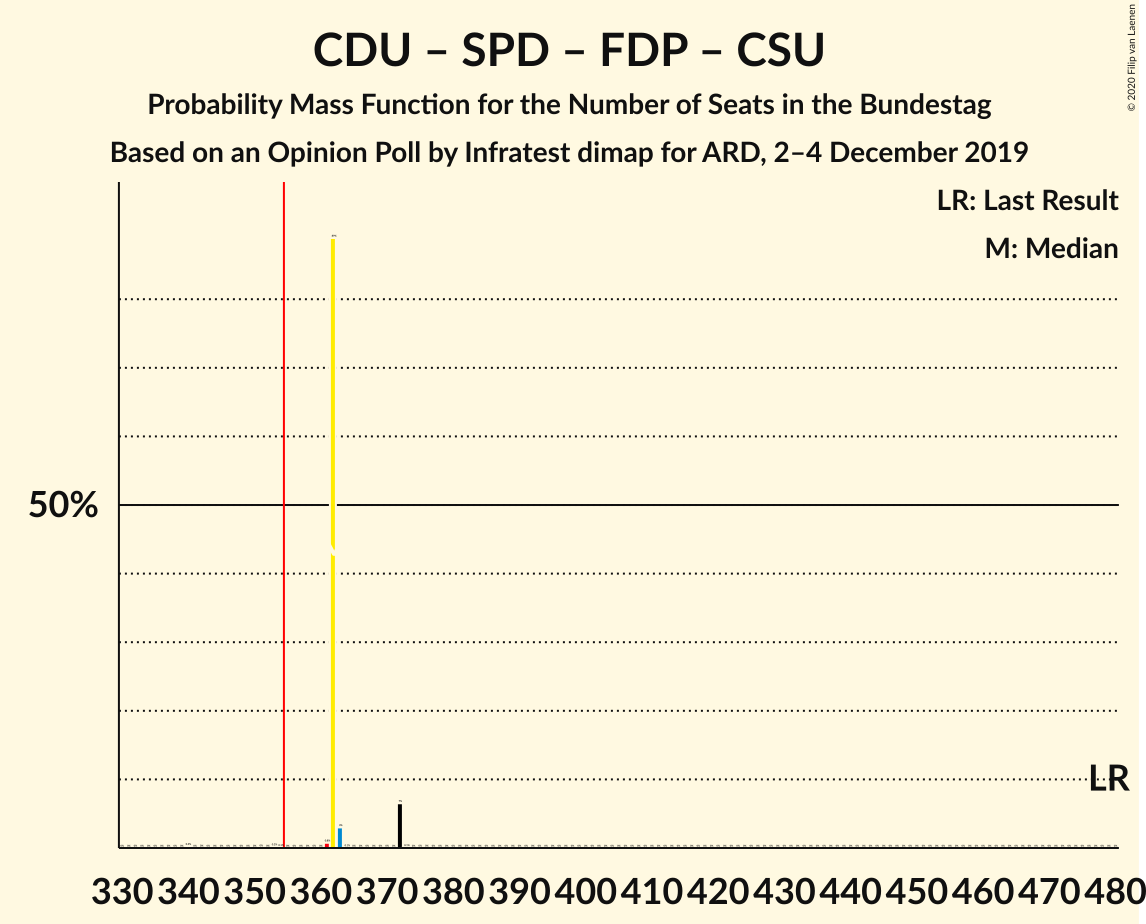 CDU – SPD – FDP – CSU
Probability Mass Function for the Number of Seats in the Bundestag
Based on an Opinion Poll by Infratest dimap for ARD, 2–4 December 2019
© 2020 Filip van Laenen
LR: Last Result
M: Median
50%
LR
330 340 350 360 370 380 390 400 410 420 430 440 450 460 470 480